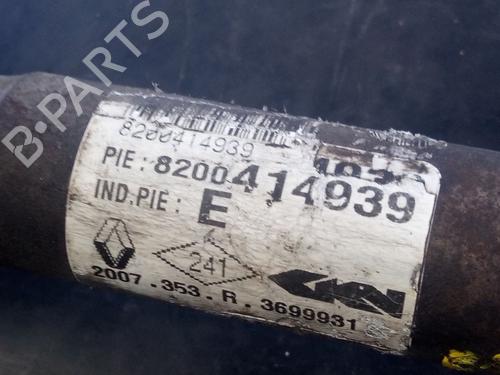 8200414939
PIE : 8200414939
IND.PIE : E
241
GKN
2007 . 353 . R . 3699931
B-PARTS